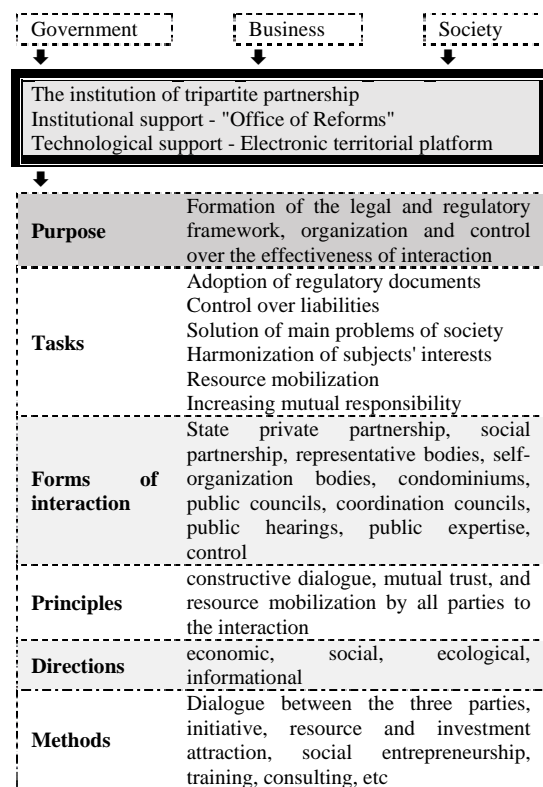 Government Business Society
The institution of tripartite partnership
Institutional support - "Office of Reforms"
Technological support - Electronic territorial platform
Purpose
Formation of the legal and regulatory
framework, organization and control
over the effectiveness of interaction
Tasks
Adoption of regulatory documents
Control over liabilities
Solution of main problems of society
Harmonization of subjects' interests
Resource mobilization
Increasing mutual responsibility
Forms of
interaction
State private partnership, social
partnership, representative bodies, self-
organization bodies, condominiums,
public councils, coordination councils,
public hearings, public expertise,
control
Principles
constructive dialogue, mutual trust, and
resource mobilization by all parties to
the interaction
Directions
economic, social, ecological,
informational
Methods
Dialogue between the three parties,
initiative, resource and investment
attraction, social entrepreneurship,
training, consulting, etc